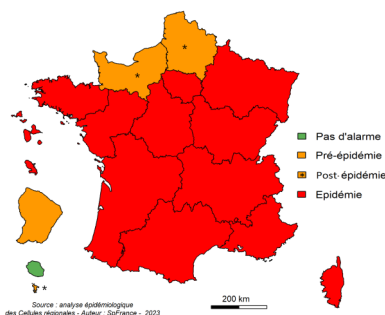 Pas d'alarme
Pré-épidémie
Post-épidémie
Epidémie
200 km
Source : analyse épidémiologique
des Cellules régionales - Auteur : SpFrance - 2023